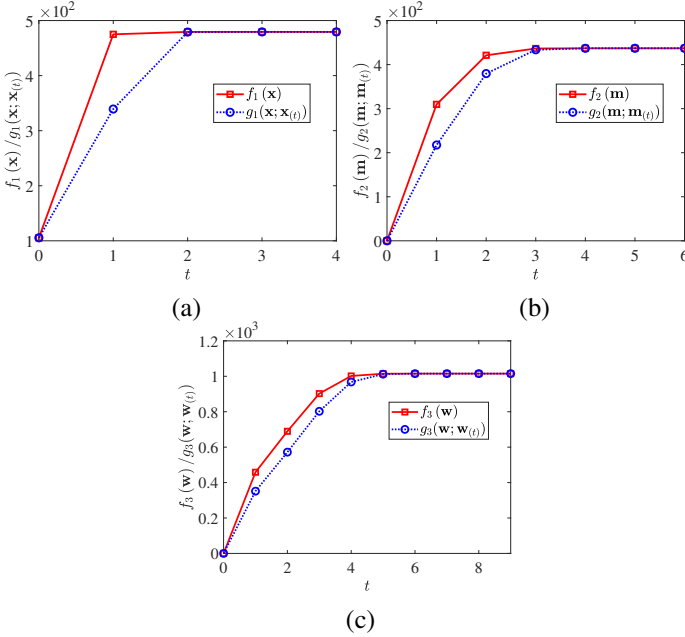 ×10²
f₁(x)/g₁(x; x₍ₜ₎)
5
4
3
2
1
f₁(x)
g₁(x; x₍ₜ₎)
0 1 2 3 4
t
(a)
×10²
f₂(m)/g₂(m; m₍ₜ₎)
5
4
3
2
1
0
f₂(m)
g₂(m; m₍ₜ₎)
0 1 2 3 4 5 6
t
(b)
×10³
f₃(w)/g₃(w; w₍ₜ₎)
1.2
1
0.8
0.6
0.4
0.2
0
f₃(w)
g₃(w; w₍ₜ₎)
0 2 4 6 8
t
(c)